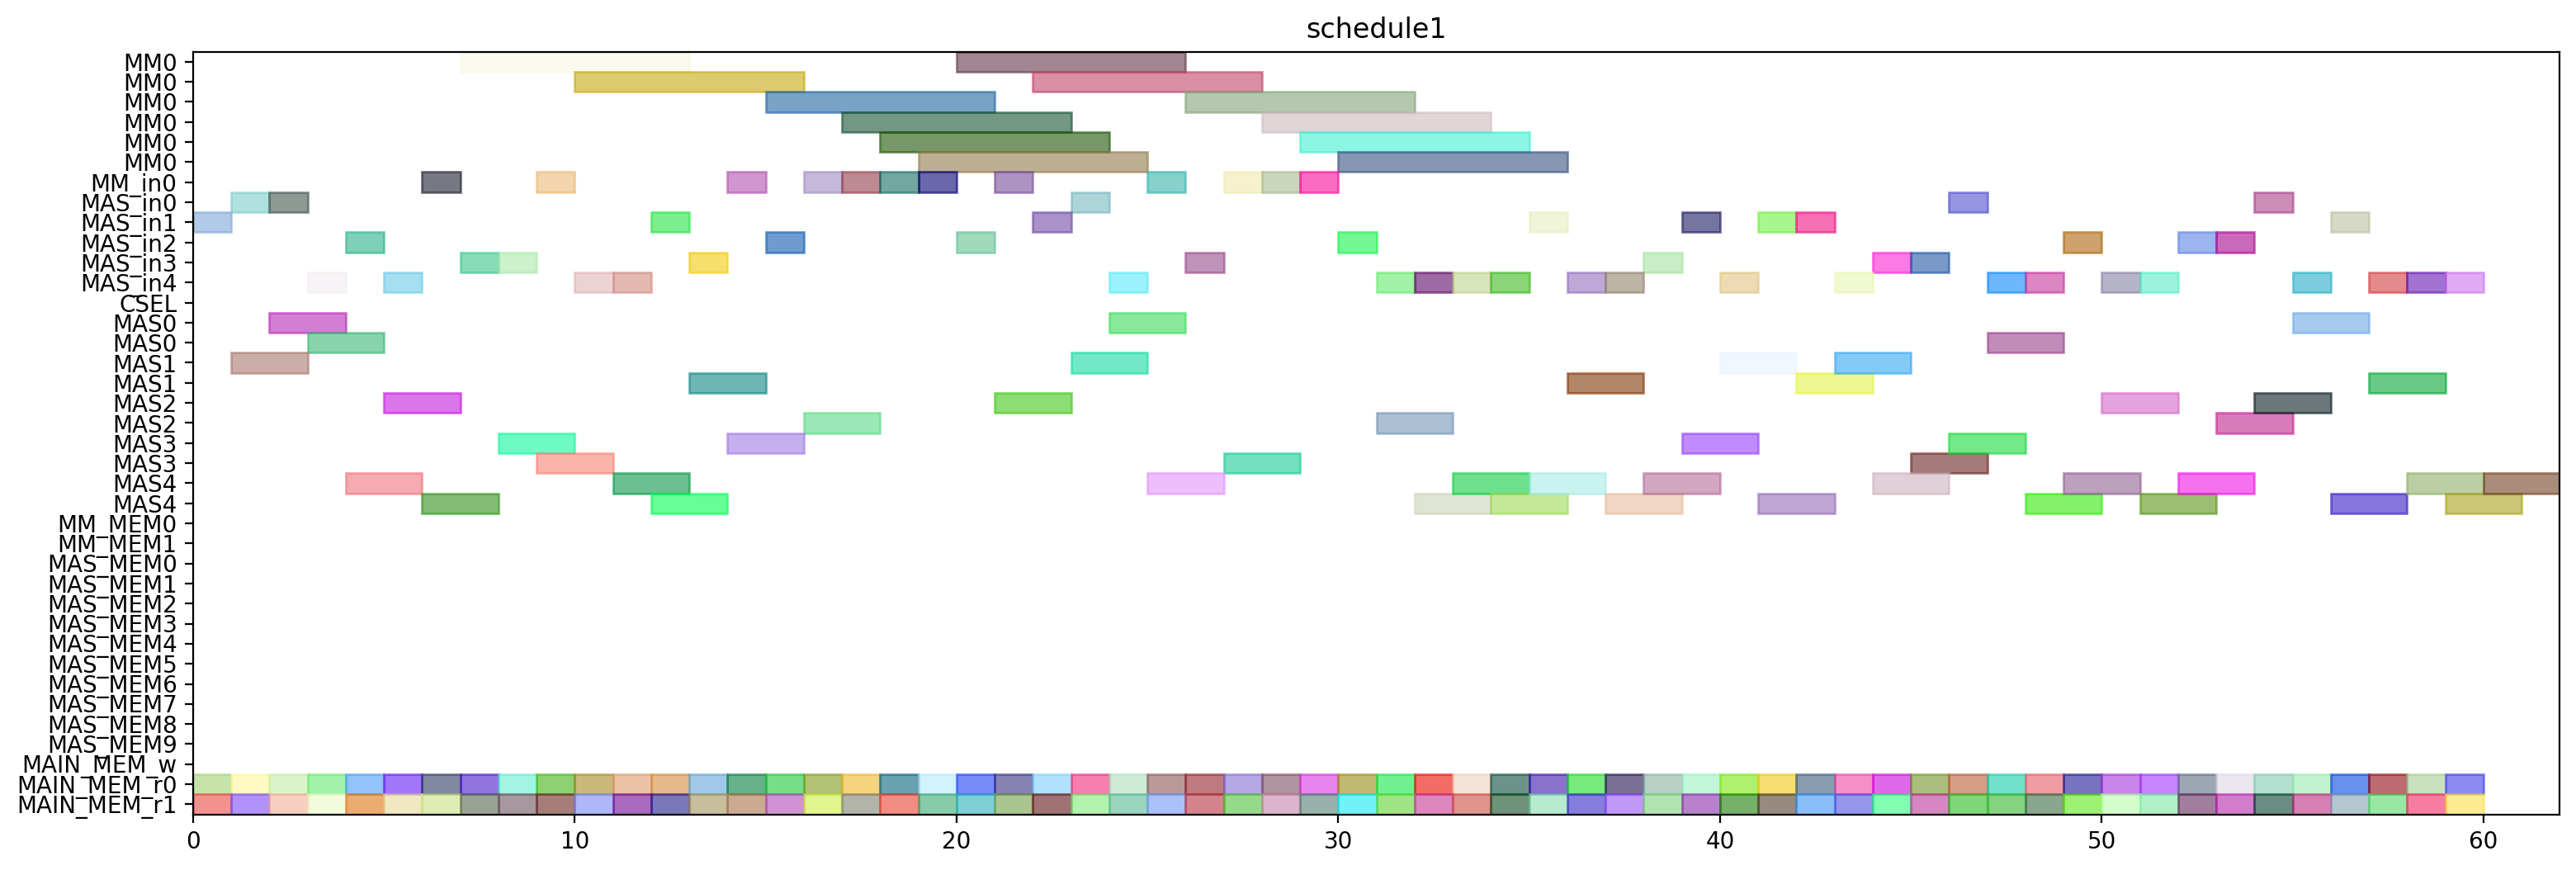 schedule1
MM0
MM0
MM0
MM0
MM0
MM0
MM_in0
MAS_in0
MAS_in1
MAS_in2
MAS_in3
MAS_in4
CSEL
MAS0
MAS0
MAS1
MAS1
MAS2
MAS2
MAS3
MAS3
MAS4
MAS4
MM_MEM0
MM_MEM1
MAS_MEM0
MAS_MEM1
MAS_MEM2
MAS_MEM3
MAS_MEM4
MAS_MEM5
MAS_MEM6
MAS_MEM7
MAS_MEM8
MAS_MEM9
MAIN_MEM_w
MAIN_MEM_r0
MAIN_MEM_r1
0 10 20 30 40 50 60